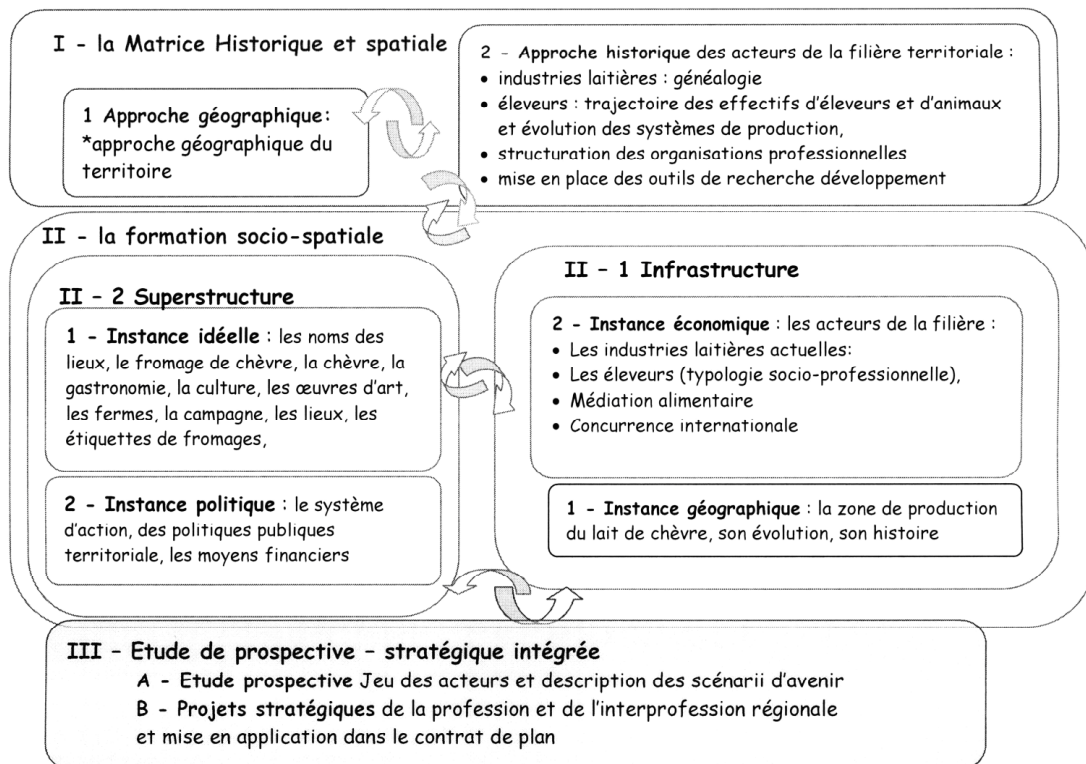 I - la Matrice Historique et spatiale
1 Approche géographique:
*approche géographique du
territoire
2 - Approche historique des acteurs de la filière territoriale :
• industries laitières : généalogie
• éleveurs : trajectoire des effectifs d'éleveurs et d'animaux
et évolution des systèmes de production,
• structuration des organisations professionnelles
• mise en place des outils de recherche développement
II - la formation socio-spatiale
II - 2 Superstructure
1 - Instance idéelle : les noms des
lieux, le fromage de chèvre, la chèvre, la
gastronomie, la culture, les œuvres d'art,
les fermes, la campagne, les lieux, les
étiquettes de fromages,
2 - Instance politique : le système
d'action, des politiques publiques
territoriale, les moyens financiers
II - 1 Infrastructure
2 - Instance économique : les acteurs de la filière :
• Les industries laitières actuelles:
• Les éleveurs (typologie socio-professionnelle),
• Médiation alimentaire
• Concurrence internationale
1 - Instance géographique : la zone de production
du lait de chèvre, son évolution, son histoire
III - Etude de prospective - stratégique intégrée
A - Etude prospective Jeu des acteurs et description des scénarii d'avenir
B - Projets stratégiques de la profession et de l'interprofession régionale
et mise en application dans le contrat de plan